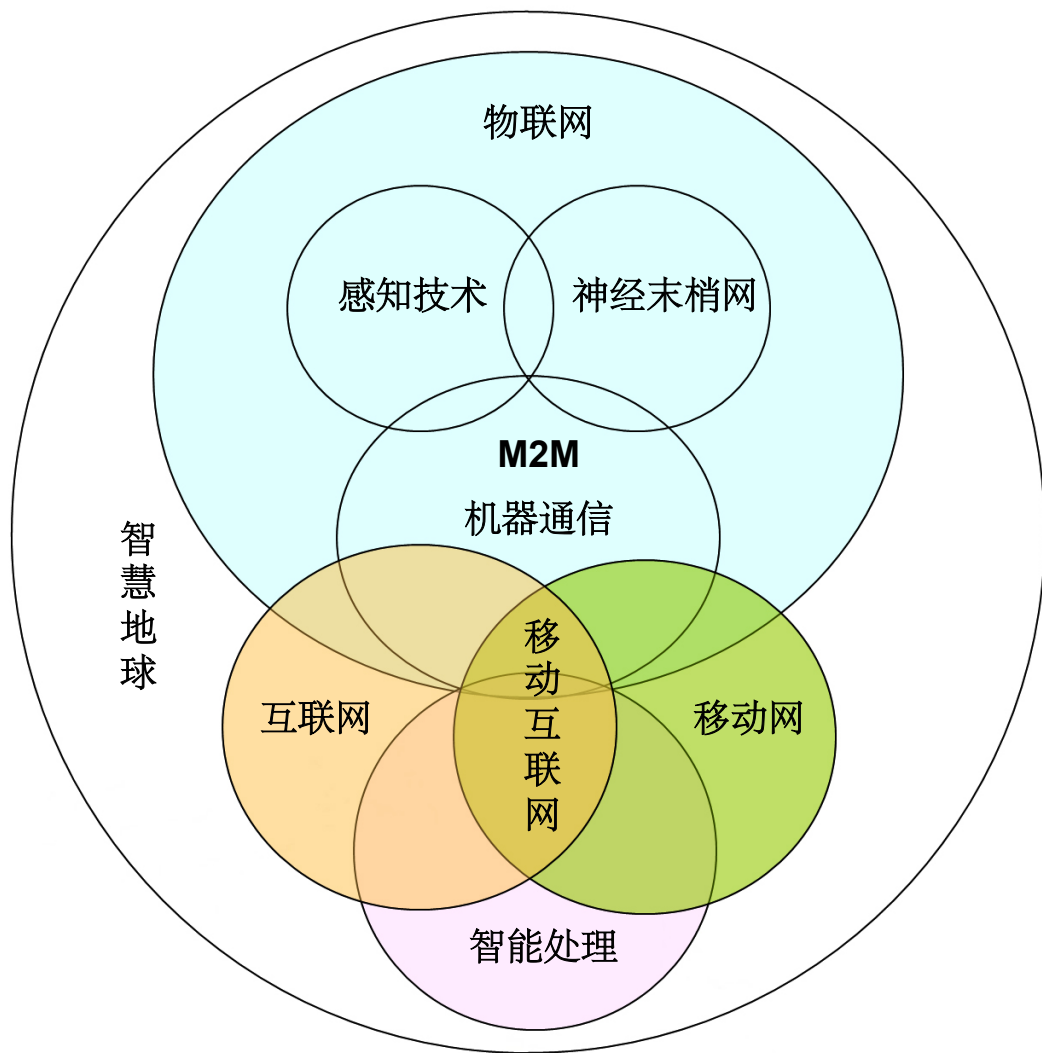 物联网
感知技术
神经末梢网
M2M
机器通信
智慧地球
移动互联网
互联网
移动网
智能处理